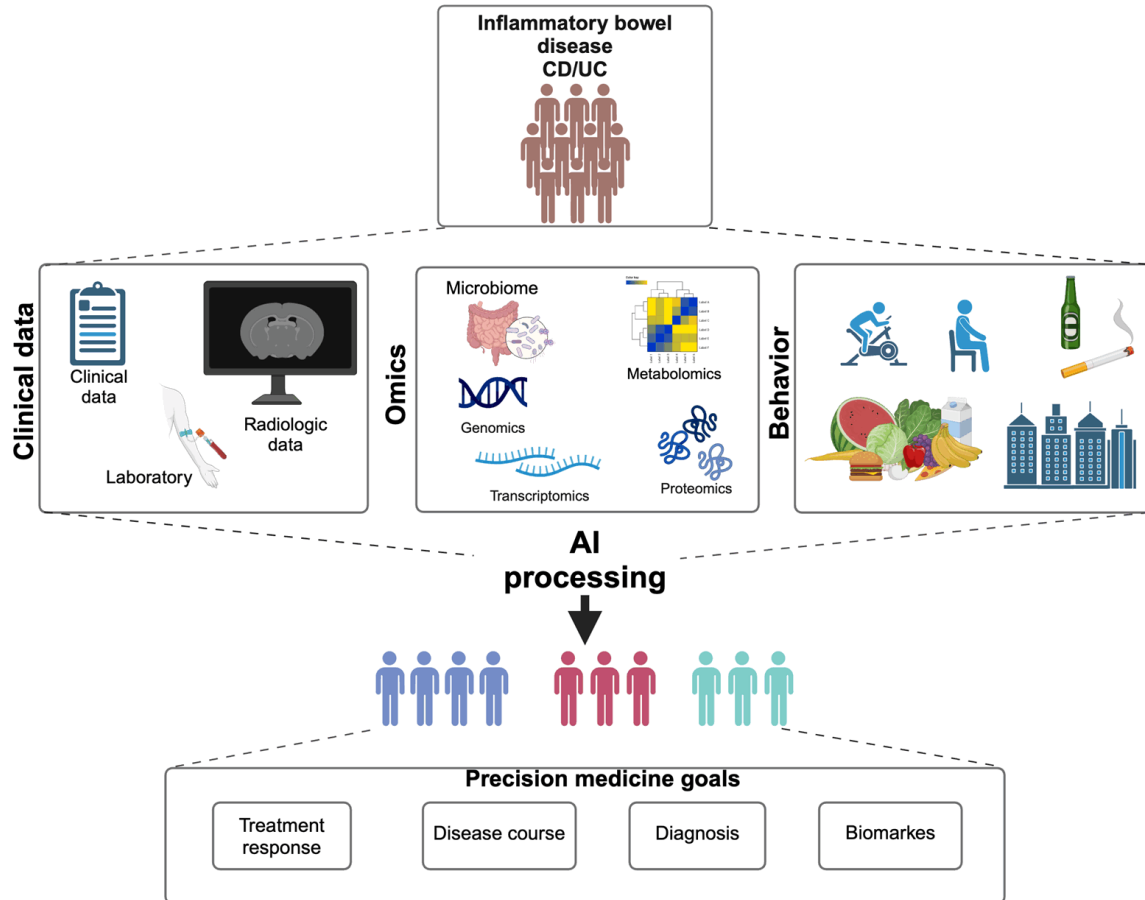 Inflammatory bowel
disease
CD/UC
Clinical data
Clinical
data
Radiologic
data
Laboratory
Omics
Microbiome
Metabolomics
Genomics
Transcriptomics
Proteomics
Behavior
AI
processing
Precision medicine goals
Treatment
response
Disease course
Diagnosis
Biomarkes